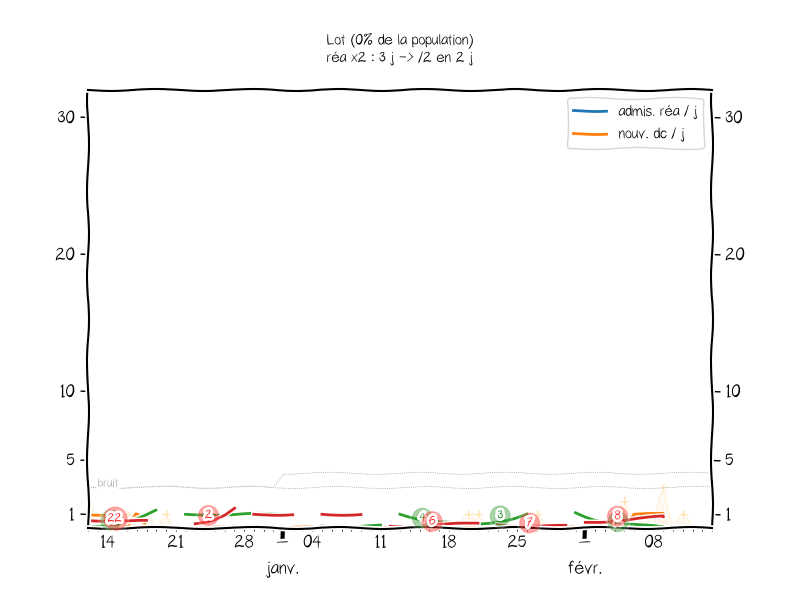 Lot (0% de la population)
réa x2 : 3 j -> /2 en 2 j
admis. réa / j
nouv. dc / j
30 30
20 20
10 10
5 5
bruit
1 1
22 2 4 6 3 7 8
14 21 28 04 11 18 25 08
janv. févr.